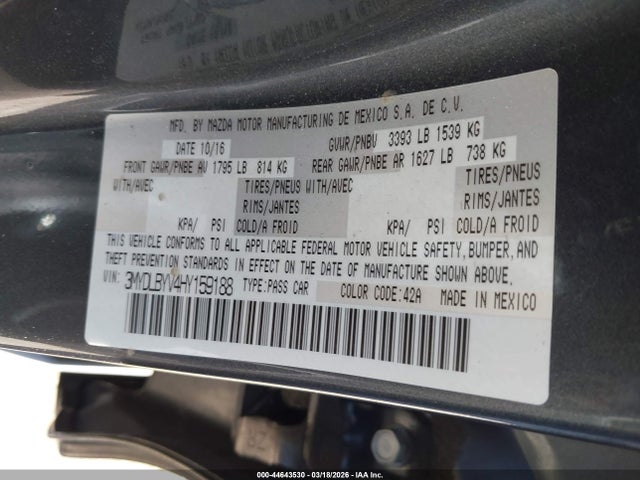 MFD. BY MAZDA MOTOR MANUFACTURING DE MEXICO S.A. DE C.V.
DATE 10/16 GVWR/PNBV 3393 LB 1539 KG
FRONT GAWR/PNBE AV 1795 LB 814 KG REAR GAWR/PNBE AR 1627 LB 738 KG
WITH/AVEC TIRES/PNEUS WITH/AVEC TIRES/PNEUS
RIMS/JANTES RIMS/JANTES
KPA/ PSI COLD/A FROID KPA/ PSI COLD/A FROID
THIS VEHICLE CONFORMS TO ALL APPLICABLE FEDERAL MOTOR VEHICLE SAFETY, BUMPER, AND
THEFT PREVENTION STANDARDS IN EFFECT ON THE DATE OF MANUFACTURE SHOWN ABOVE.
VIN: 3MYDLBYV4HY159188 TYPE:PASS CAR COLOR CODE:42A MADE IN MEXICO
000-44643530 - 03/18/2026 - IAAI Inc.